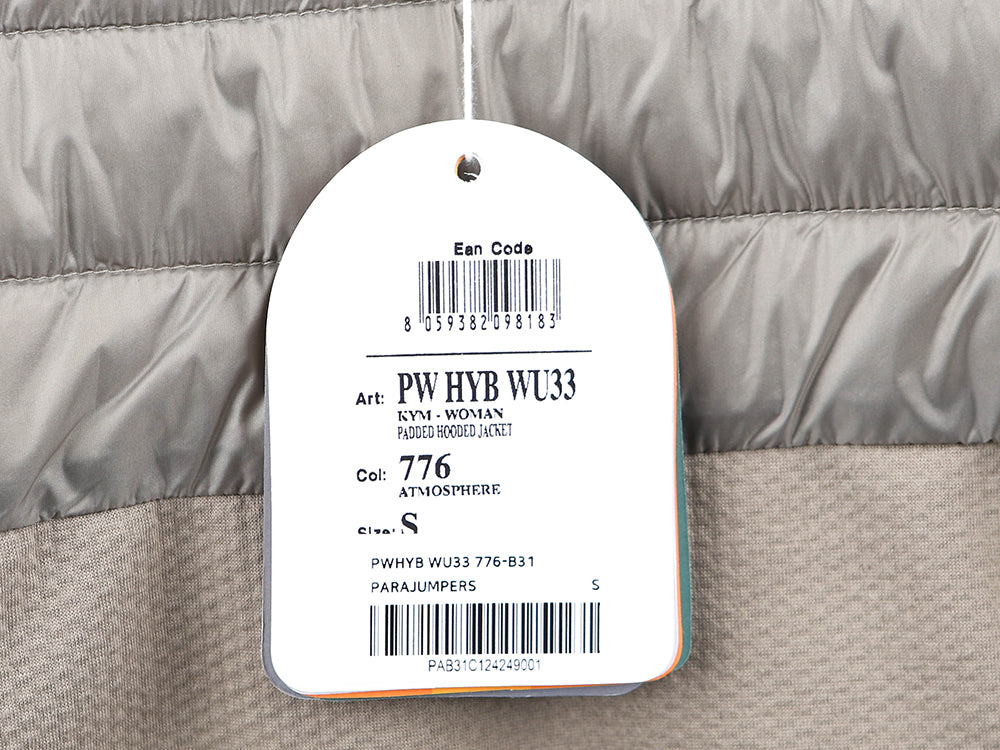 Ean Code
8 059382 098183
Art: PW HYB WU33
KYM - WOMAN
PADDED HOODED JACKET
Col: 776
ATMOSPHERE
Size: S
PWHYB WU33 776-B31
PARAJUMPERS S
PAB31C124249001